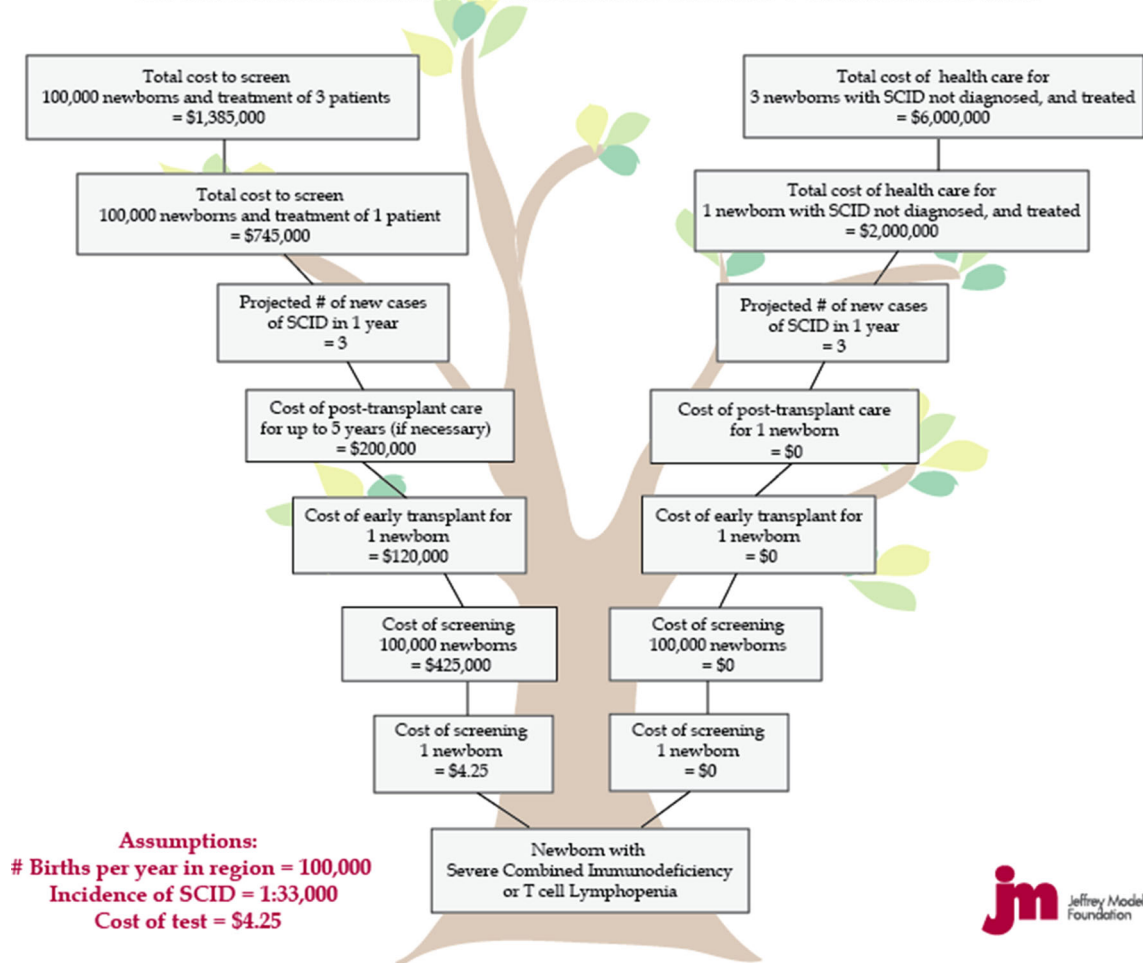 Total cost to screen
100,000 newborns and treatment of 3 patients
= $1,385,000
Total cost to screen
100,000 newborns and treatment of 1 patient
= $745,000
Projected # of new cases
of SCID in 1 year
= 3
Cost of post-transplant care
for up to 5 years (if necessary)
= $200,000
Cost of early transplant for
1 newborn
= $120,000
Cost of screening
100,000 newborns
= $425,000
Cost of screening
1 newborn
= $4.25
Total cost of health care for
3 newborns with SCID not diagnosed, and treated
= $6,000,000
Total cost of health care for
1 newborn with SCID not diagnosed, and treated
= $2,000,000
Projected # of new cases
of SCID in 1 year
= 3
Cost of post-transplant care
for 1 newborn
= $0
Cost of early transplant for
1 newborn
= $0
Cost of screening
100,000 newborns
= $0
Cost of screening
1 newborn
= $0
Newborn with
Severe Combined Immunodeficiency
or T cell Lymphopenia
Assumptions:
# Births per year in region = 100,000
Incidence of SCID = 1:33,000
Cost of test = $4.25
jm
Jeffrey Model
Foundation